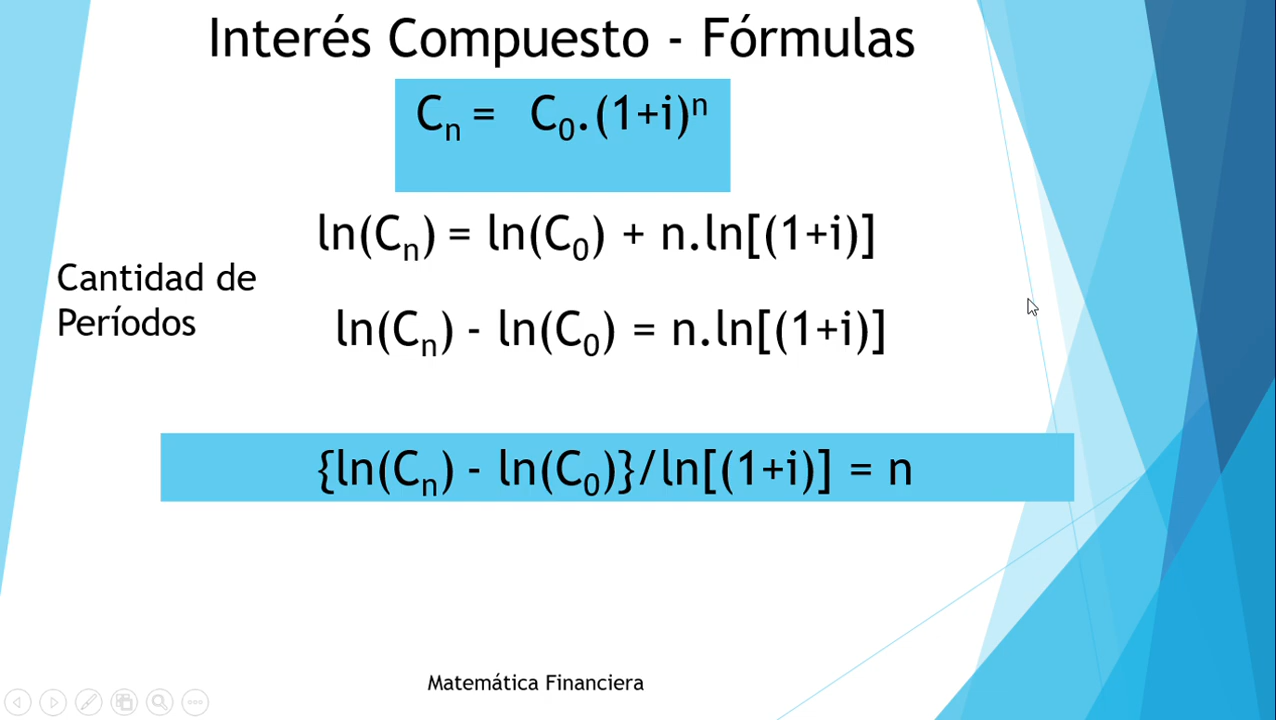 Interés Compuesto - Fórmulas
Cₙ = C₀.(1+i)ⁿ
ln(Cₙ) = ln(C₀) + n.ln[(1+i)]
Cantidad de
Períodos
ln(Cₙ) - ln(C₀) = n.ln[(1+i)]
{ln(Cₙ) - ln(C₀)}/ln[(1+i)] = n
Matemática Financiera